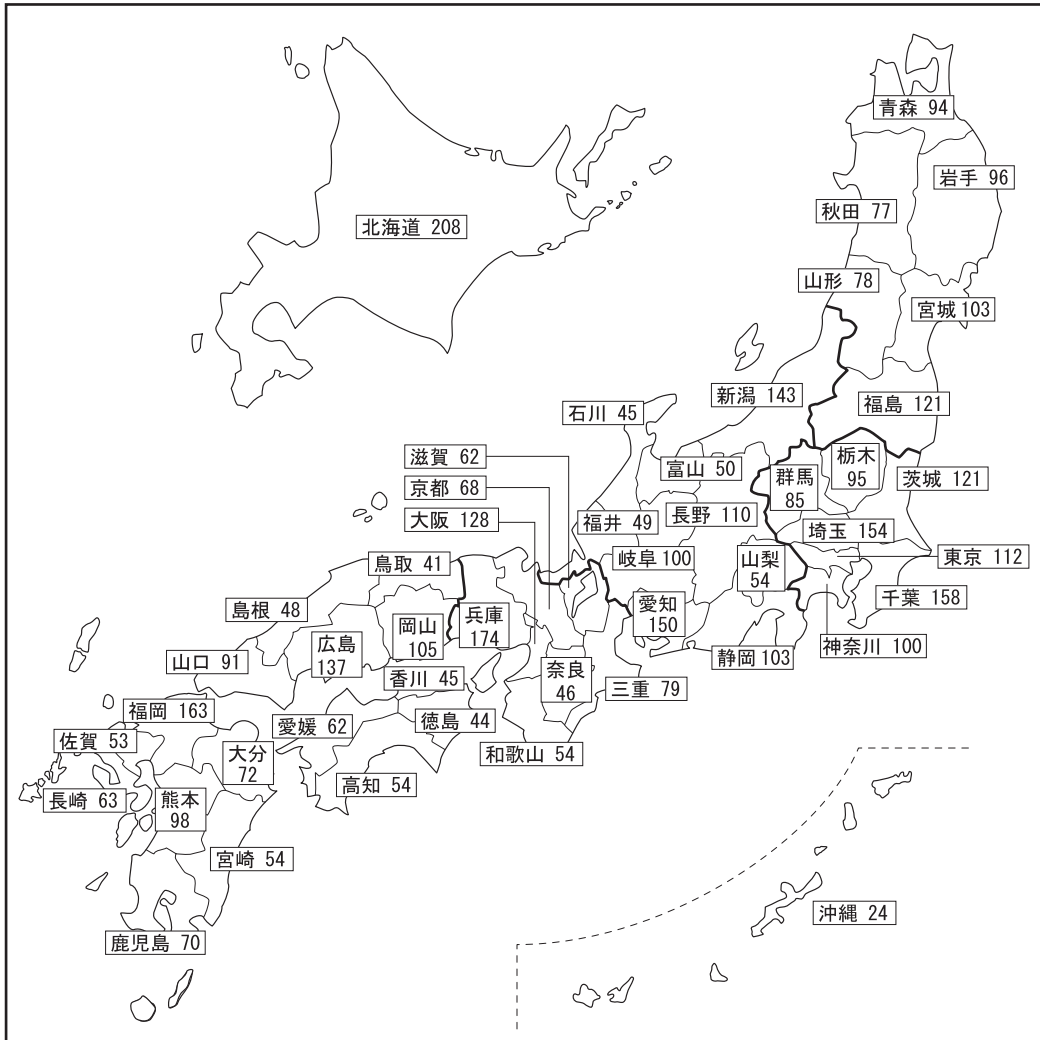 青森 94
岩手 96
北海道 208
秋田 77
山形 78
宮城 103
新潟 143
福島 121
石川 45
滋賀 62
富山 50
群馬
85
栃木
95
茨城 121
京都 68
大阪 128
福井 49
長野 110
埼玉 154
鳥取 41
岐阜 100
山梨
54
東京 112
島根 48
岡山
105
兵庫
174
愛知
150
千葉 158
広島
137
山口 91
香川 45
奈良
46
三重 79
静岡 103
神奈川 100
福岡 163
愛媛 62
徳島 44
佐賀 53
大分
72
和歌山 54
高知 54
長崎 63
熊本
98
宮崎 54
沖縄 24
鹿児島 70